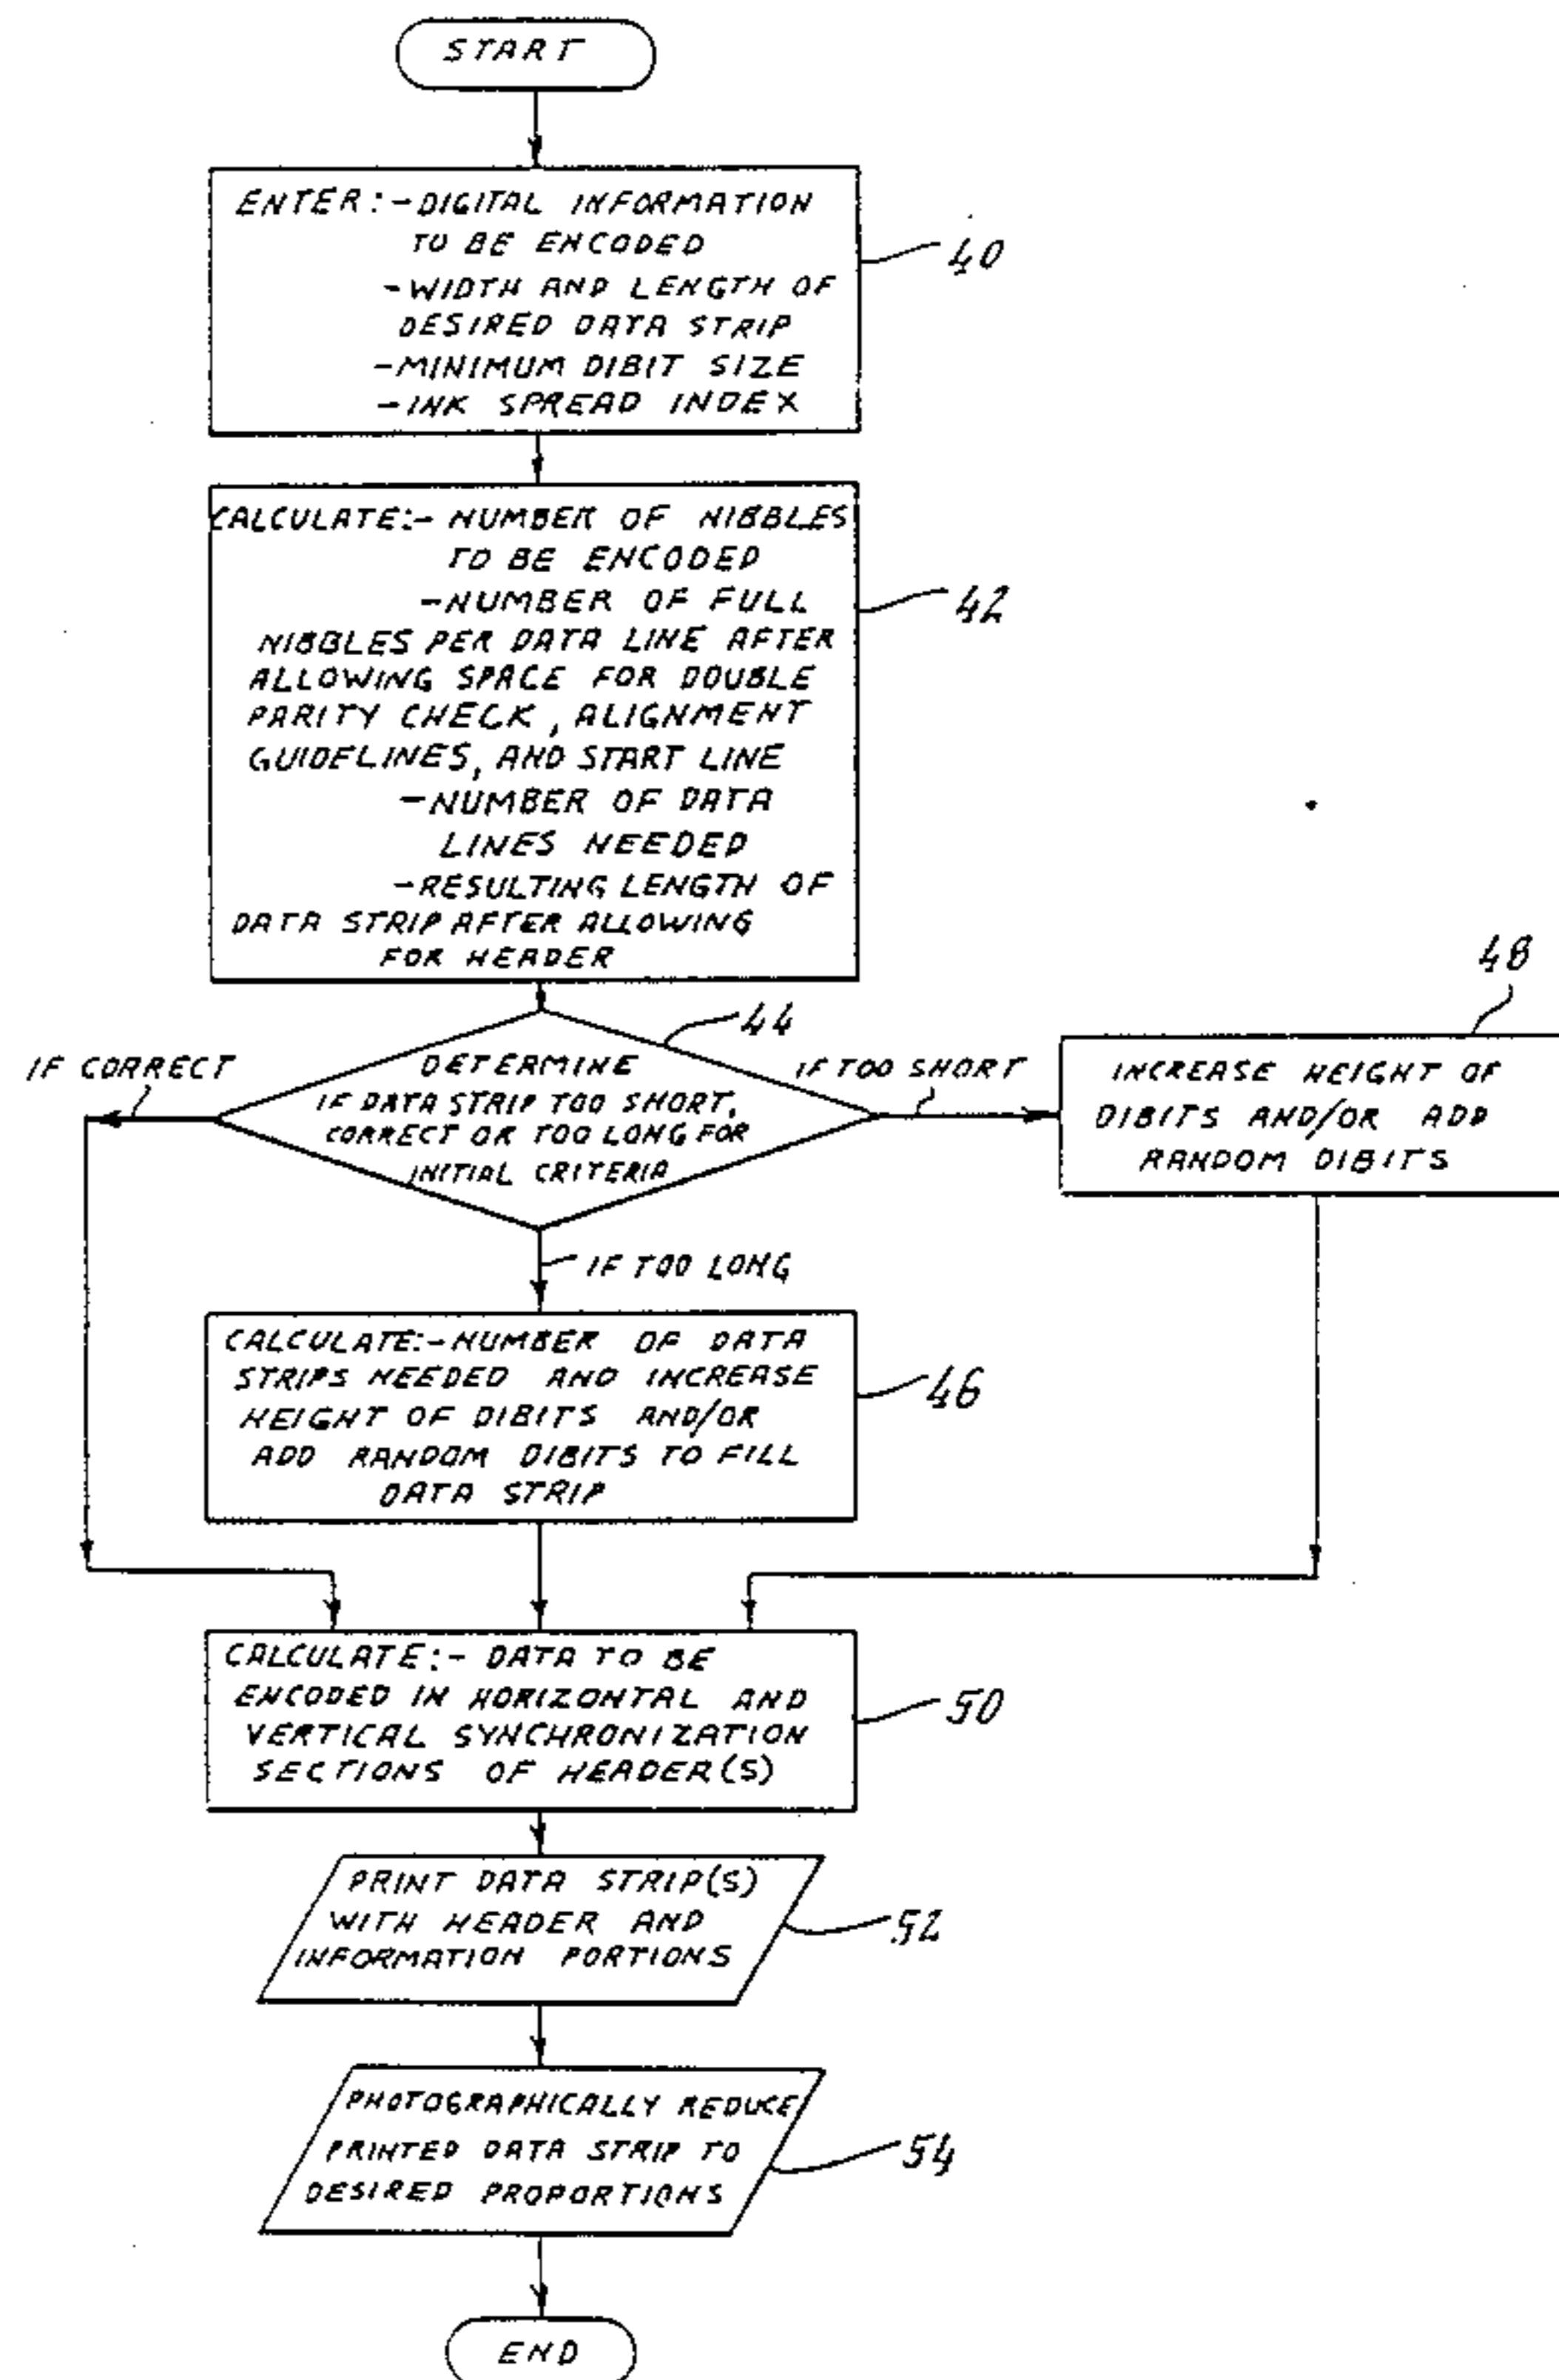 START
ENTER:-DIGITAL INFORMATION
TO BE ENCODED
-WIDTH AND LENGTH OF
DESIRED DATA STRIP
-MINIMUM DIBIT SIZE
-INK SPREAD INDEX
40
CALCULATE:- NUMBER OF NIBBLES
TO BE ENCODED
-NUMBER OF FULL
NIBBLES PER DATA LINE AFTER
ALLOWING SPACE FOR DOUBLE
PARITY CHECK, ALIGNMENT
GUIDELINES, AND START LINE
-NUMBER OF DATA
LINES NEEDED
-RESULTING LENGTH OF
DATA STRIP AFTER ALLOWING
FOR HEADER
42
44
DETERMINE
IF DATA STRIP TOO SHORT,
CORRECT OR TOO LONG FOR
INITIAL CRITERIA
IF CORRECT
IF TOO SHORT
48
INCREASE HEIGHT OF
DIBITS AND/OR ADD
RANDOM DIBITS
IF TOO LONG
CALCULATE:-NUMBER OF DATA
STRIPS NEEDED AND INCREASE
HEIGHT OF DIBITS AND/OR
ADD RANDOM DIBITS TO FILL
DATA STRIP
46
CALCULATE:- DATA TO BE
ENCODED IN HORIZONTAL AND
VERTICAL SYNCHRONIZATION
SECTIONS OF HEADER(S)
50
PRINT DATA STRIP(S)
WITH HEADER AND
INFORMATION PORTIONS
52
PHOTOGRAPHICALLY REDUCE
PRINTED DATA STRIP TO
DESIRED PROPORTIONS
54
END